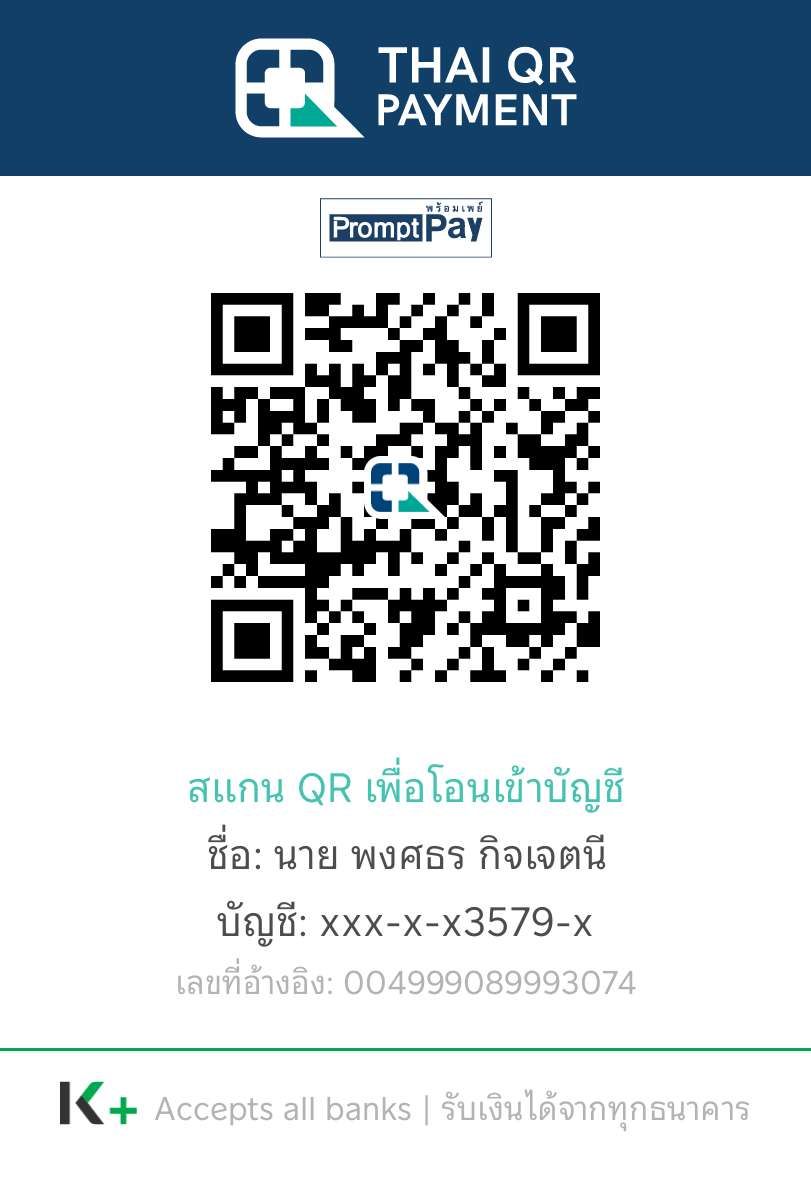 THAI QR
PAYMENT
พร้อมเพย์
PromptPay
สแกน QR เพื่อโอนเข้าบัญชี
ชื่อ: นาย พงศธร กิจเจตนี
บัญชี: xxx-x-x3579-x
เลขที่อ้างอิง: 004999089993074
K+ Accepts all banks | รับเงินได้จากทุกธนาคาร